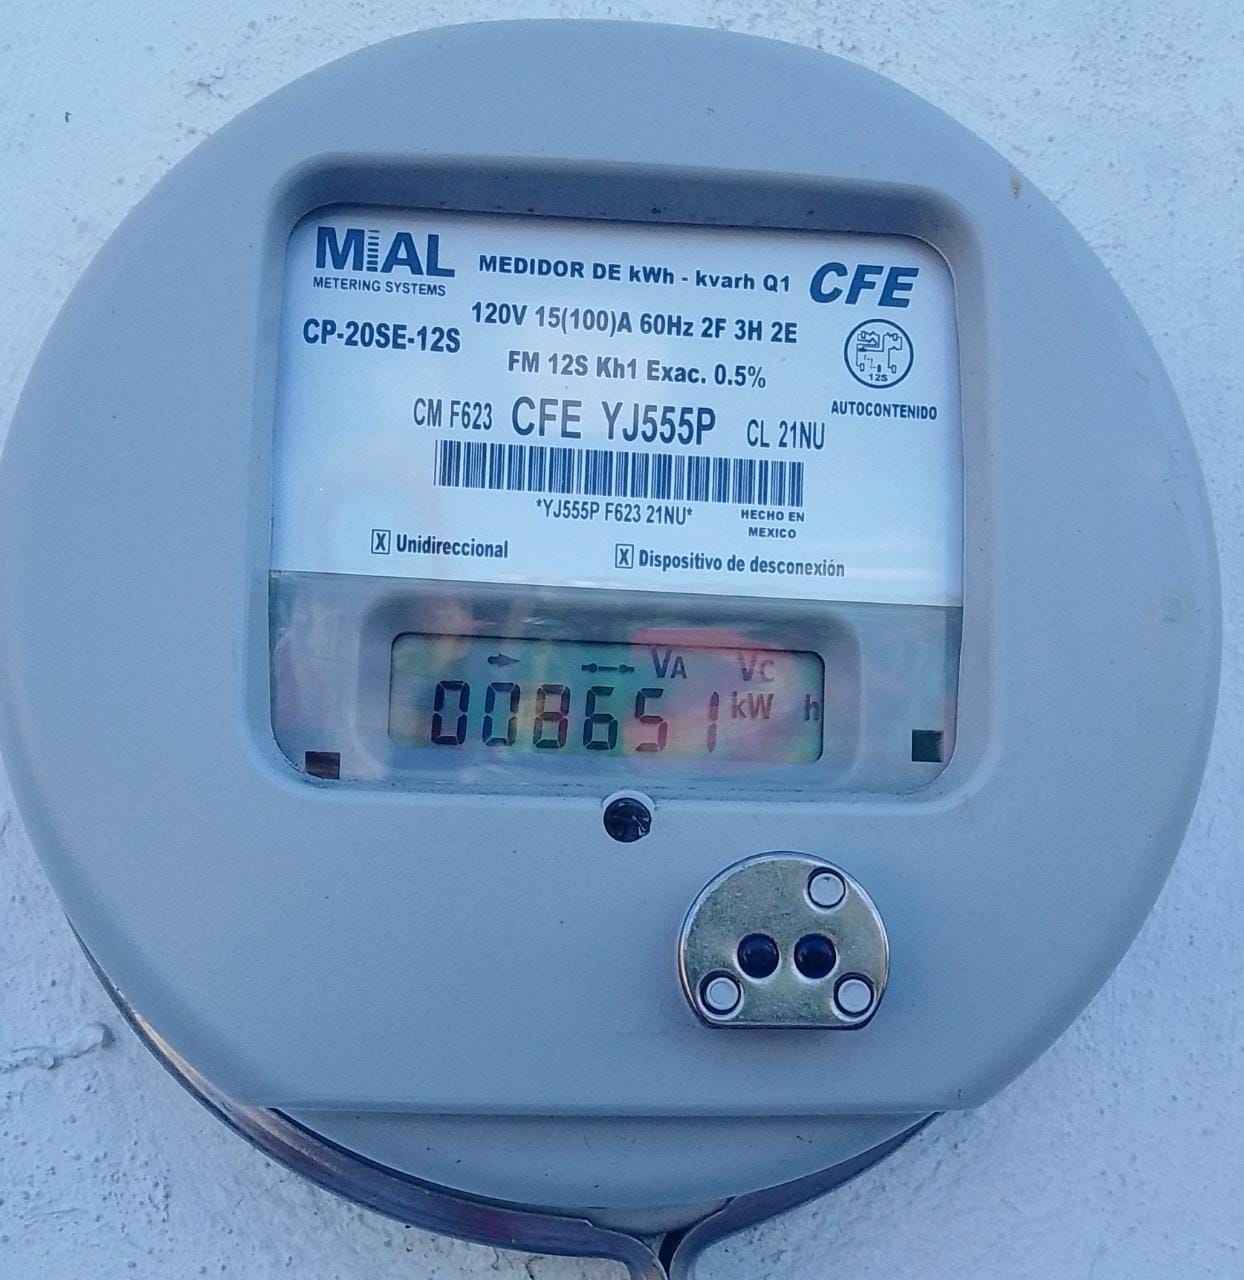 MIAL
METERING SYSTEMS
MEDIDOR DE kWh - kvarh Q1
CFE
CP-20SE-12S
120V 15(100)A 60Hz 2F 3H 2E
FM 12S Kh1 Exac. 0.5%
12S
AUTOCONTENIDO
CM F623 CFE YJ555P CL 21NU
*YJ555P F623 21NU*
HECHO EN
MEXICO
X Unidireccional
X Dispositivo de desconexión
VA VC
008651 kW h